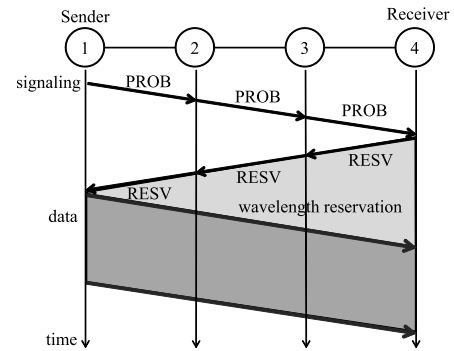 Sender
Receiver
1
2
3
4
signaling
PROB
PROB
PROB
RESV
RESV
RESV
wavelength reservation
data
time